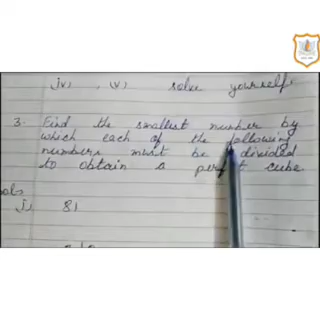 iv) , (v) solve yourself.
3. Find the smallest number by
which each of the following
numbers must be divided
to obtain a perfect cube.
i) 81